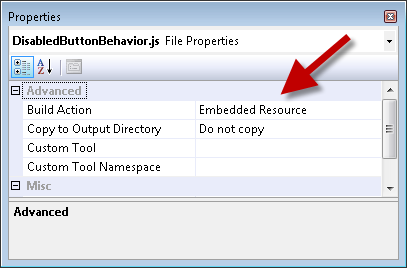 Properties
DisabledButtonBehavior.js File Properties
Advanced
Build Action Embedded Resource
Copy to Output Directory Do not copy
Custom Tool
Custom Tool Namespace
Misc
Advanced